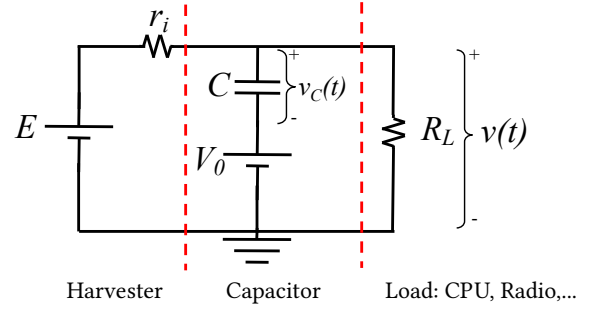 r_i
+
+
C
v_C(t)
-
E
V_0
R_L
v(t)
-
Harvester
Capacitor
Load: CPU, Radio,...